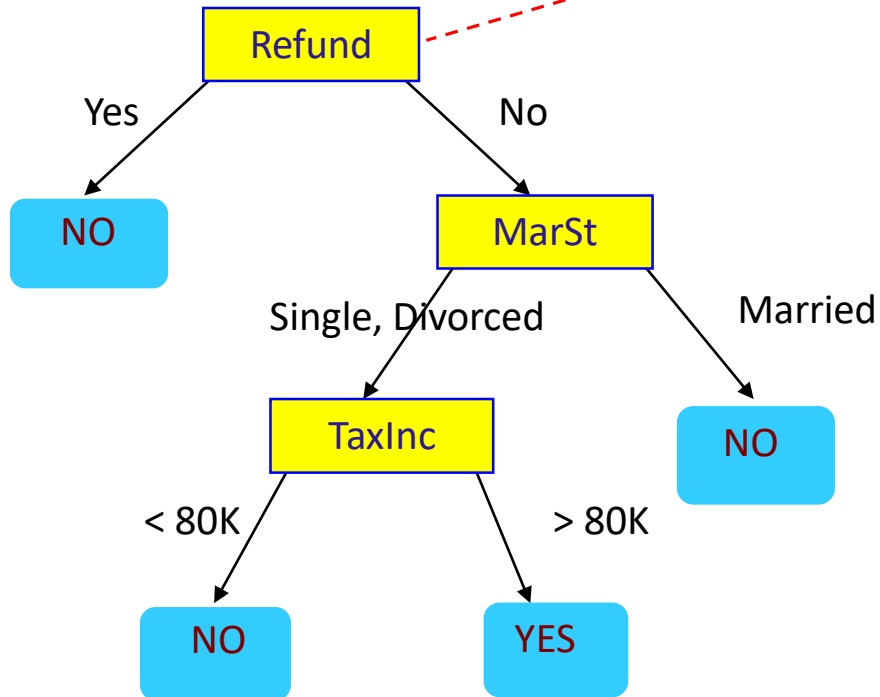 Refund
Yes
No
NO
MarSt
Single, Divorced
Married
TaxInc
NO
< 80K
> 80K
NO
YES